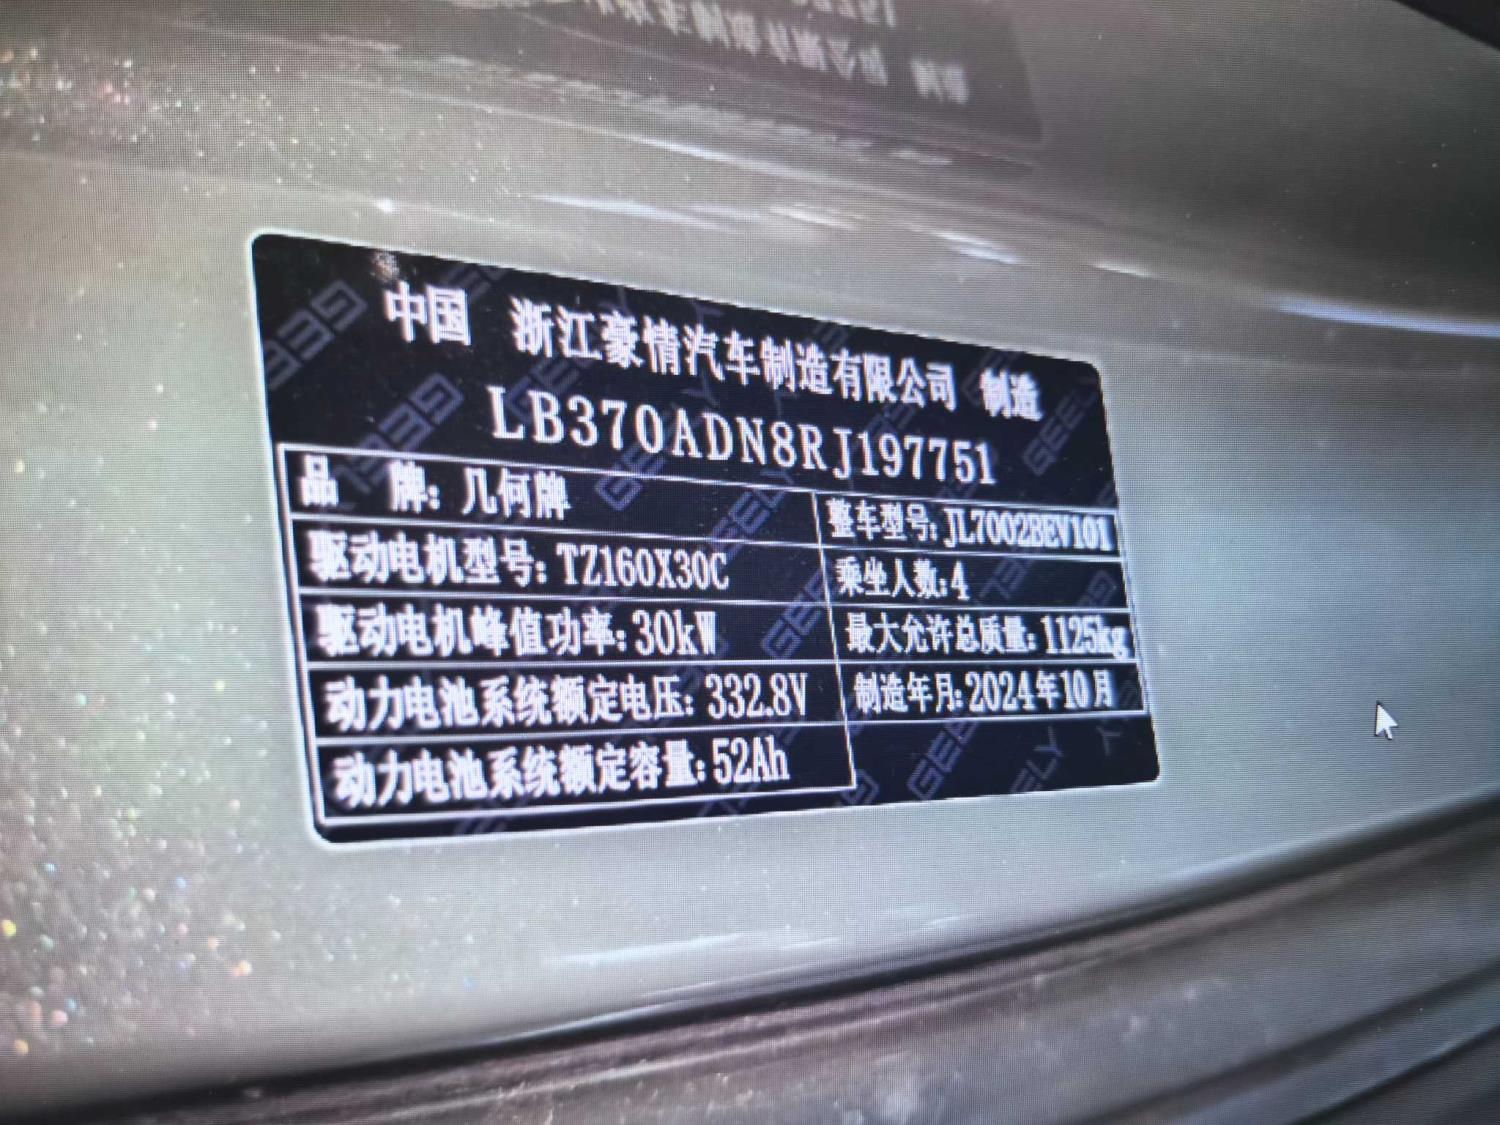 中国 浙江豪情汽车制造有限公司 制造
LB370ADN8RJ197751
品 牌: 几何牌
整车型号: JL7002BEV101
驱动电机型号: TZ160X30C
乘坐人数: 4
驱动电机峰值功率: 30kW
最大允许总质量: 1125kg
动力电池系统额定电压: 332.8V
制造年月: 2024年10月
动力电池系统额定容量: 52Ah